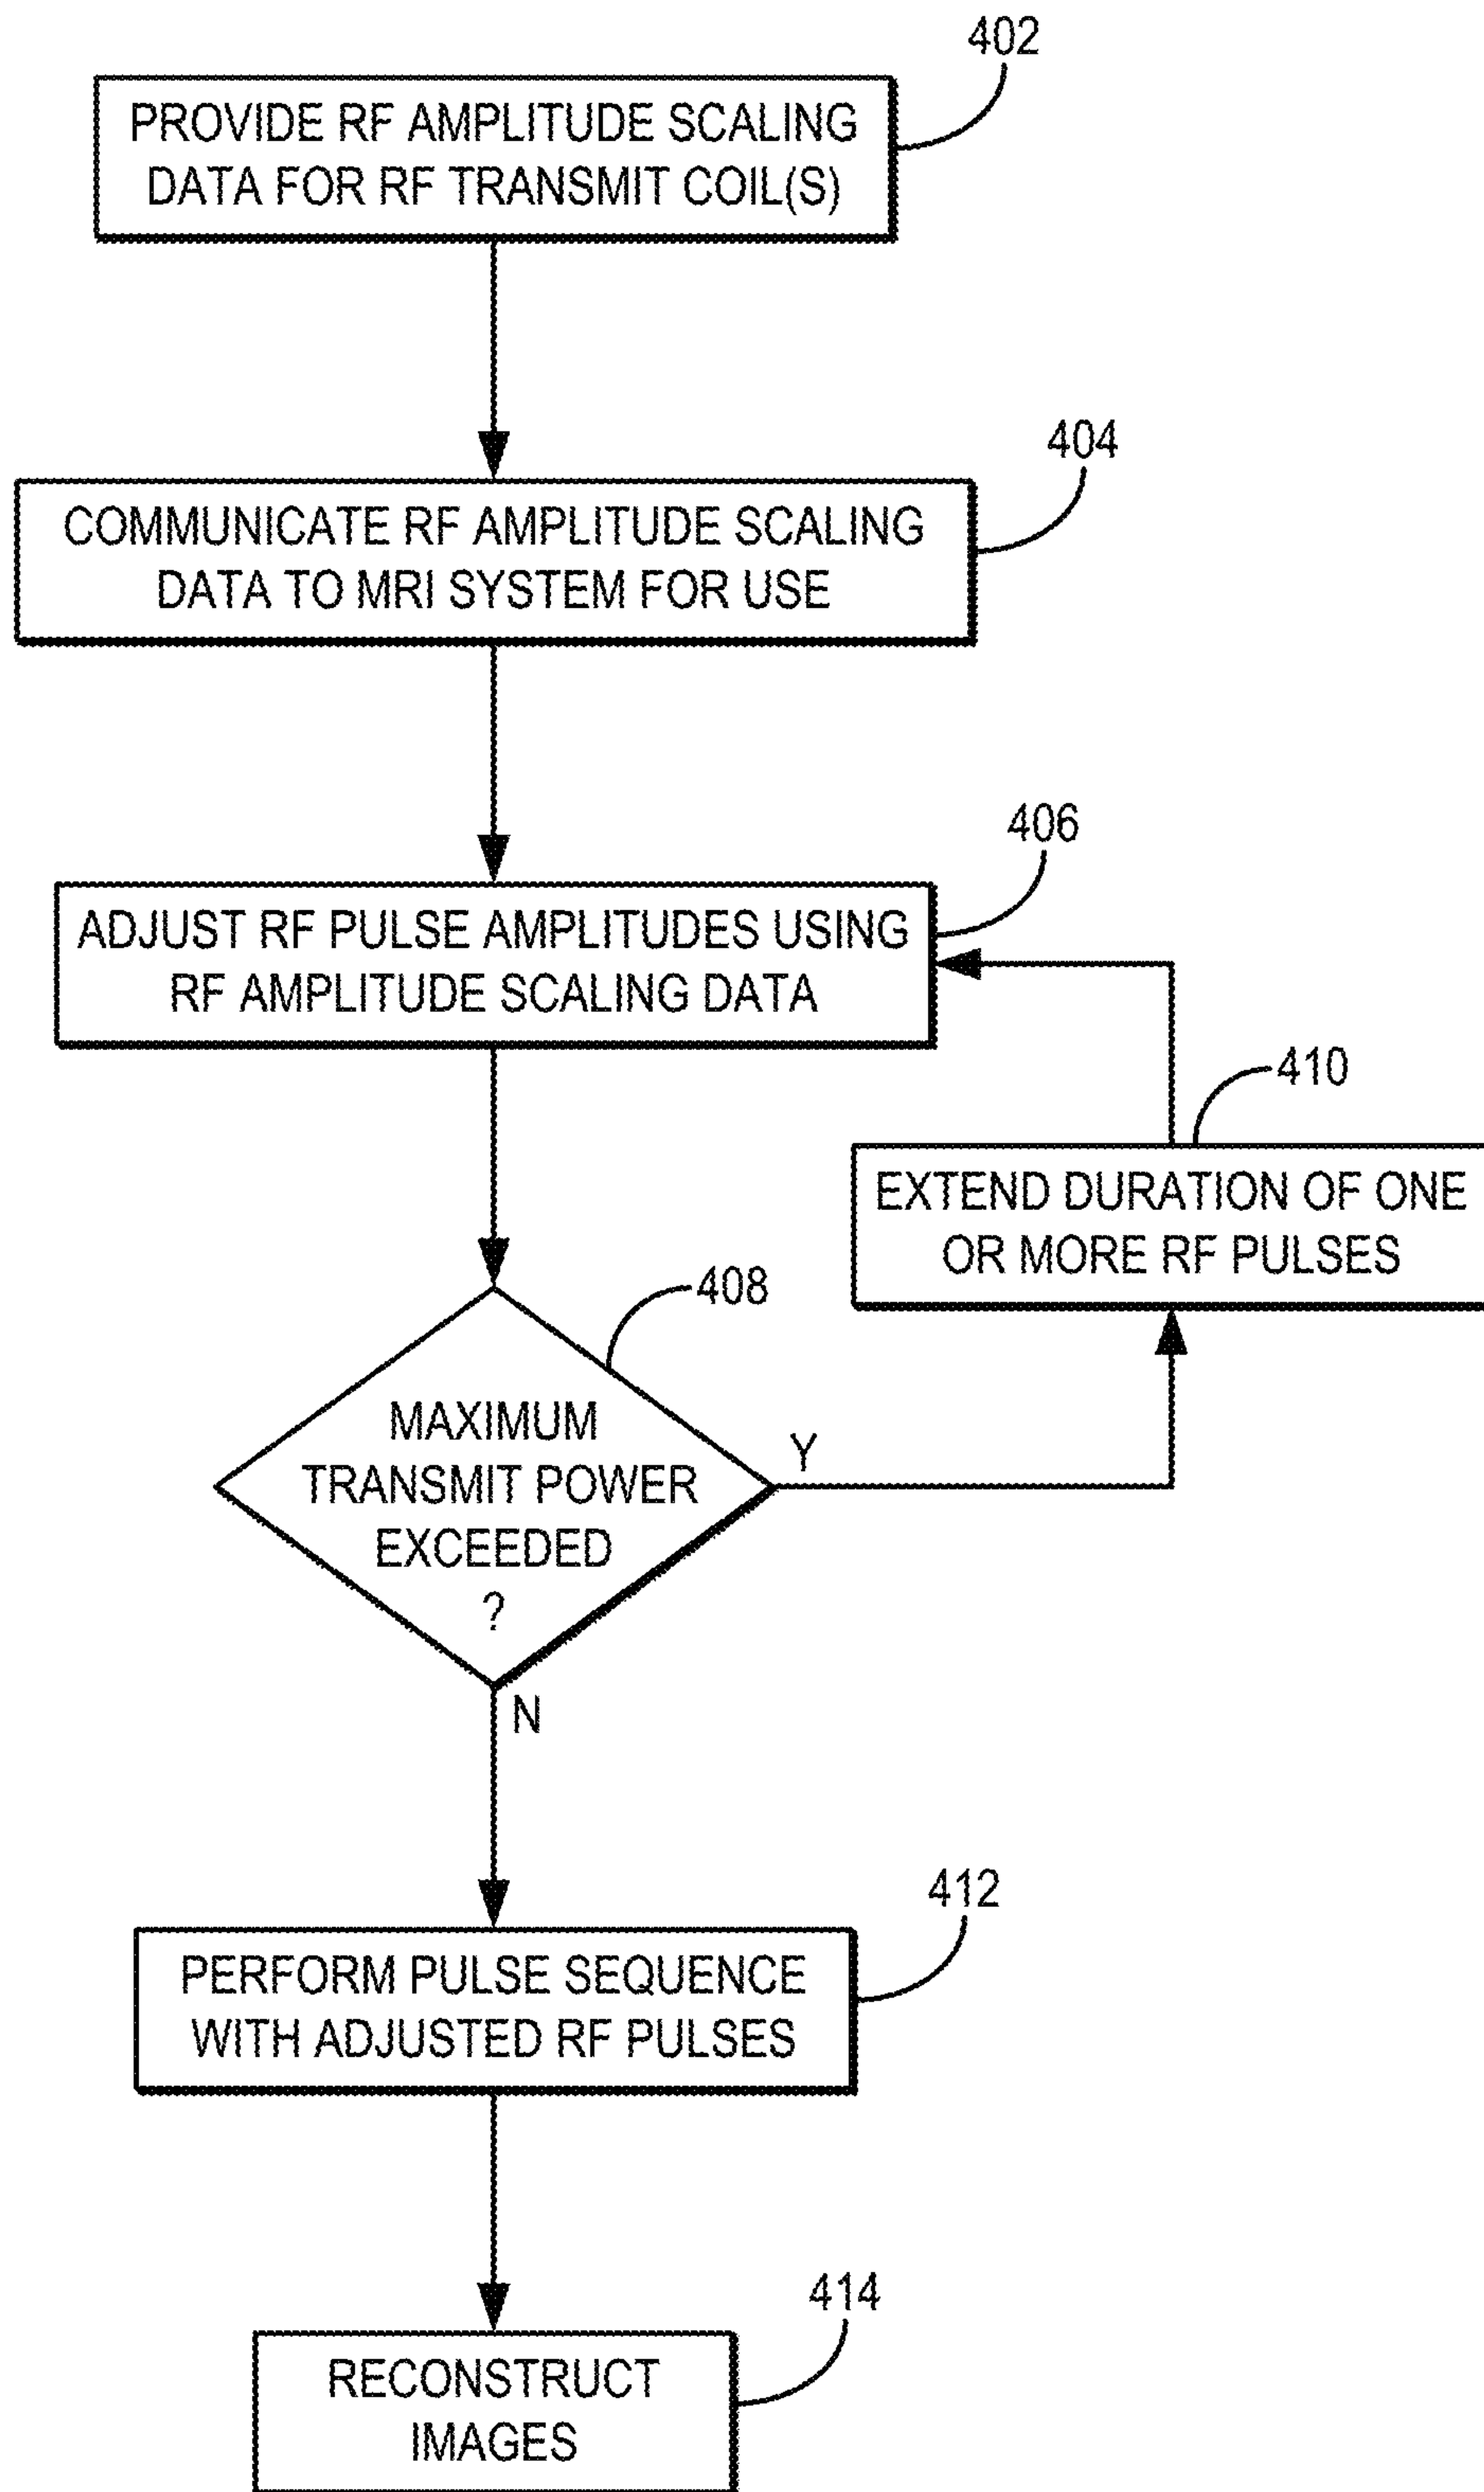 402
PROVIDE RF AMPLITUDE SCALING
DATA FOR RF TRANSMIT COIL(S)
404
COMMUNICATE RF AMPLITUDE SCALING
DATA TO MRI SYSTEM FOR USE
406
ADJUST RF PULSE AMPLITUDES USING
RF AMPLITUDE SCALING DATA
410
EXTEND DURATION OF ONE
OR MORE RF PULSES
408
MAXIMUM
TRANSMIT POWER
EXCEEDED
?
Y
N
412
PERFORM PULSE SEQUENCE
WITH ADJUSTED RF PULSES
414
RECONSTRUCT
IMAGES